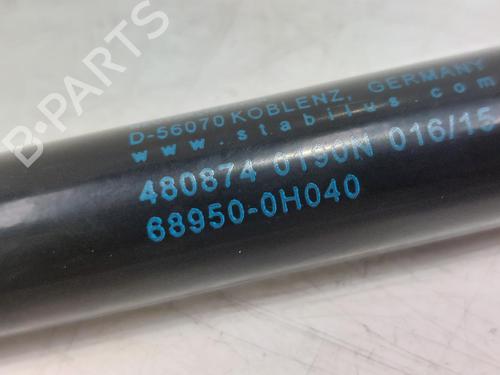 B-PARTS
D-56070 KOBLENZ, GERMANY
www.stabilus.com
480874 0190N 016/15
68950-0H040